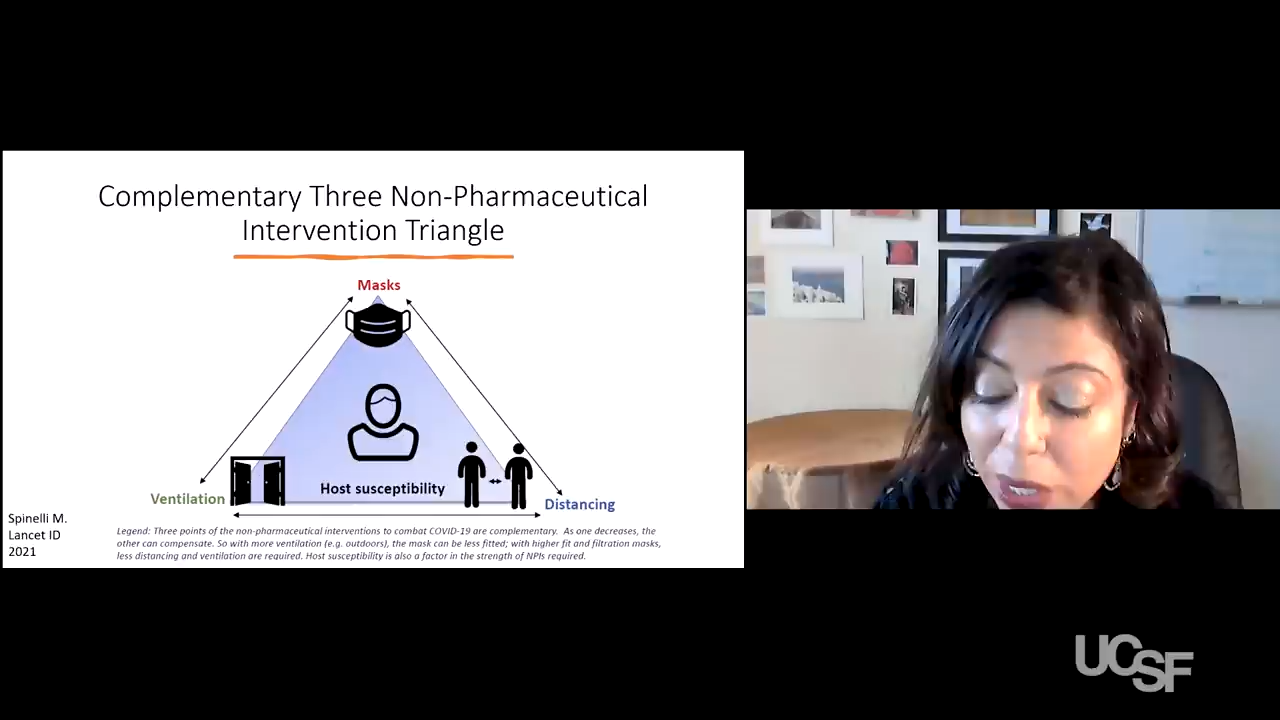 Complementary Three Non-Pharmaceutical
Intervention Triangle
Masks
Host susceptibility
Ventilation
Distancing
Spinelli M.
Lancet ID
2021
Legend: Three points of the non-pharmaceutical interventions to combat COVID-19 are complementary. As one decreases, the
other can compensate. So with more ventilation (e.g. outdoors), the mask can be less fitted; with higher fit and filtration masks,
less distancing and ventilation are required. Host susceptibility is also a factor in the strength of NPIs required.
UCSF